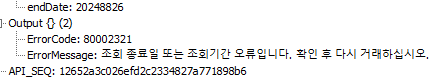 endDate: 20248826
Output {} (2)
ErrorCode: 80002321
ErrorMessage: 조회 종료일 또는 조회기간 오류입니다. 확인 후 다시 거래하십시오.
API_SEQ: 12652a3c026efd2c2334827a771898b6